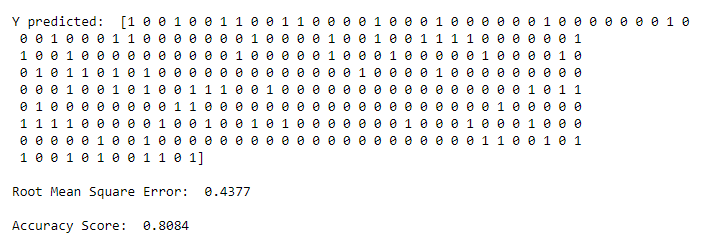 Y predicted:  [1 0 0 1 0 0 1 1 0 0 1 1 0 0 0 0 1 0 0 0 1 0 0 0 0 0 0 1 0 0 0 0 0 0 0 1 0
0 0 1 0 0 0 1 1 0 0 0 0 0 0 0 1 0 0 0 0 1 0 0 1 0 0 1 1 1 1 0 0 0 0 0 0 1
1 0 0 1 0 0 0 0 0 0 0 0 0 0 1 0 0 0 0 0 1 0 0 0 1 0 0 0 0 0 1 0 0 0 0 1 0
0 1 0 1 1 0 1 0 1 0 0 0 0 0 0 0 0 0 0 0 0 0 1 0 0 0 0 1 0 0 0 0 0 0 0 0 0
0 0 0 1 0 0 1 0 1 0 0 1 1 1 0 0 1 0 0 0 0 0 0 0 0 0 0 0 0 0 0 0 0 1 0 1 1
0 1 0 0 0 0 0 0 0 0 1 1 0 0 0 0 0 0 0 0 0 0 0 0 0 0 0 0 0 0 0 1 0 0 0 0 0
1 1 1 1 0 0 0 0 0 1 0 0 1 0 0 1 0 1 0 0 0 0 0 0 0 1 0 0 0 1 0 0 0 1 0 0 0
0 0 0 0 0 1 0 0 1 0 0 0 0 0 0 0 0 0 0 0 0 0 0 0 0 0 0 0 0 0 1 1 0 0 1 0 1
1 0 0 1 0 1 0 0 1 1 0 1]
Root Mean Square Error:  0.4377
Accuracy Score:  0.8084